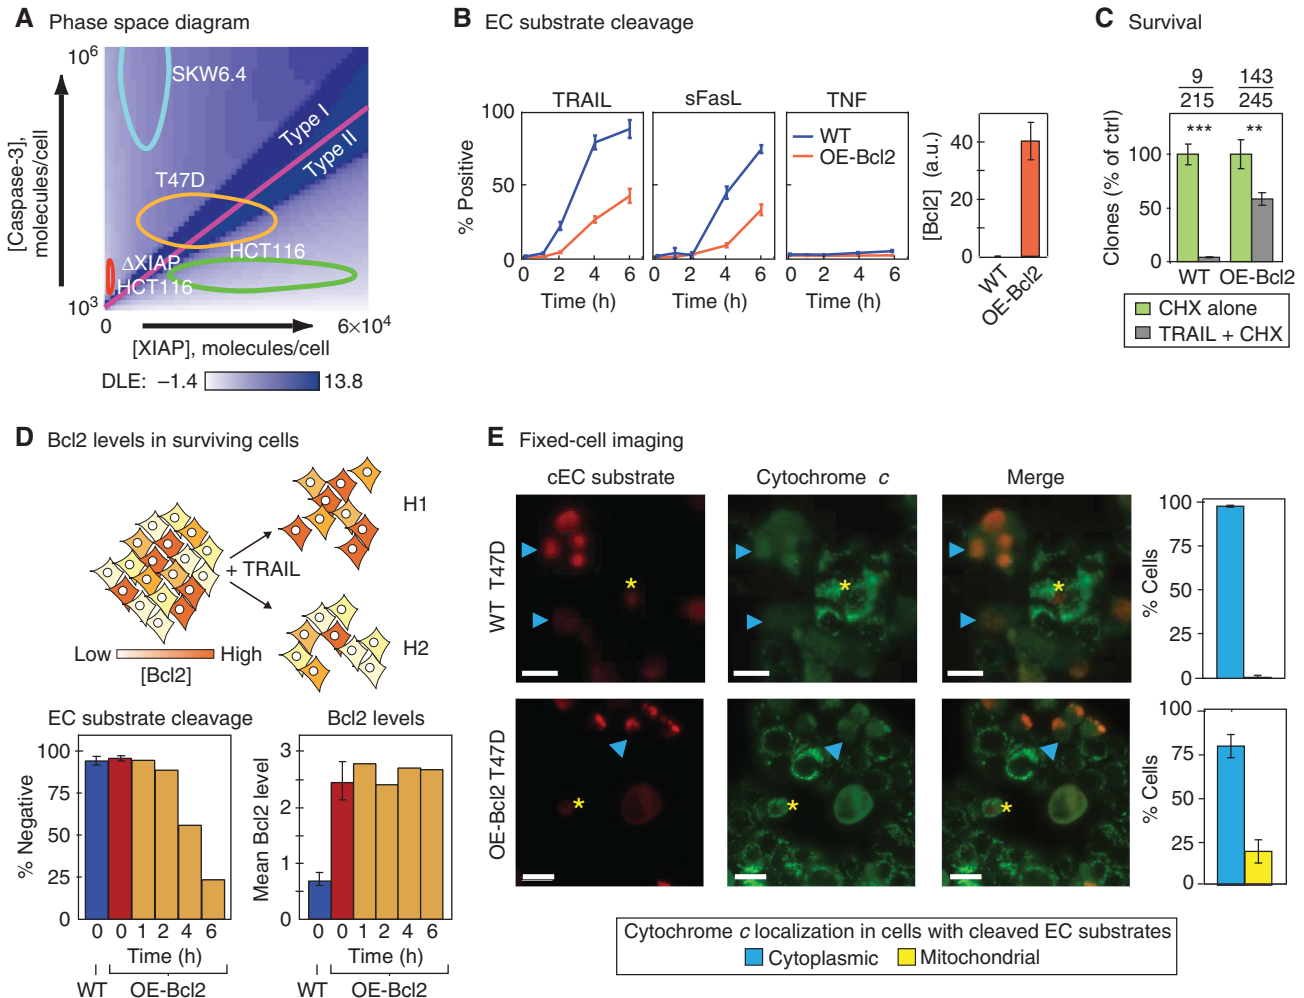 A Phase space diagram
10^6
[Caspase-3], molecules/cell
10^3
SKW6.4
Type I
Type II
T47D
HCT116
ΔXIAP
HCT116
0
6×10^4
[XIAP], molecules/cell
DLE: –1.4 13.8
B EC substrate cleavage
TRAIL sFasL TNF
% Positive
100
50
0
WT
OE-Bcl2
0 2 4 6 0 2 4 6 0 2 4 6
Time (h) Time (h) Time (h)
[Bcl2] (a.u.)
40
20
0
WT
OE-Bcl2
C Survival
9 143
215 245
*** **
Clones (% of ctrl)
100
50
0
WT OE-Bcl2
CHX alone
TRAIL + CHX
D Bcl2 levels in surviving cells
H1
+ TRAIL
H2
Low High
[Bcl2]
EC substrate cleavage
% Negative
100
75
50
25
0
0 0 1 2 4 6
Time (h)
WT OE-Bcl2
Bcl2 levels
Mean Bcl2 level
3
2
1
0
0 0 1 2 4 6
Time (h)
WT OE-Bcl2
E Fixed-cell imaging
cEC substrate Cytochrome c Merge
WT T47D
* * *
% Cells
100
75
50
25
0
OE-Bcl2 T47D
* * *
% Cells
100
75
50
25
0
Cytochrome c localization in cells with cleaved EC substrates
Cytoplasmic Mitochondrial